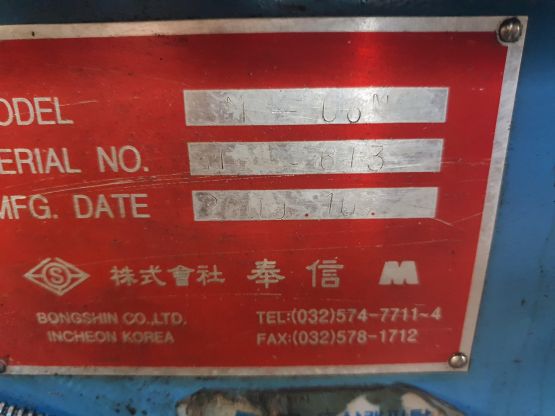 ODEL
ERIAL NO. 613
MFG. DATE
株式會社 奉信
BONGSHIN CO.,LTD. TEL:(032)574-7711~4
INCHEON KOREA FAX:(032)578-1712